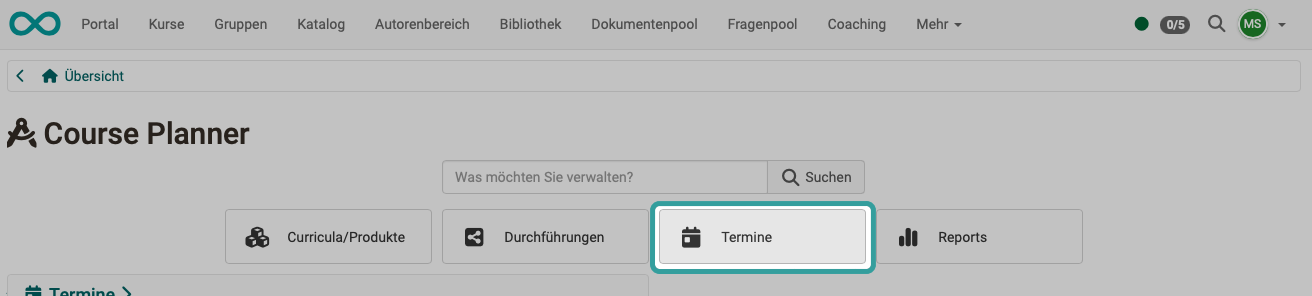 Portal Kurse Gruppen Katalog Autorenbereich Bibliothek Dokumentenpool Fragenpool Coaching Mehr 0/5 MS
Übersicht
Course Planner
Was möchten Sie verwalten? Suchen
Curricula/Produkte Durchführungen Termine Reports
Termine